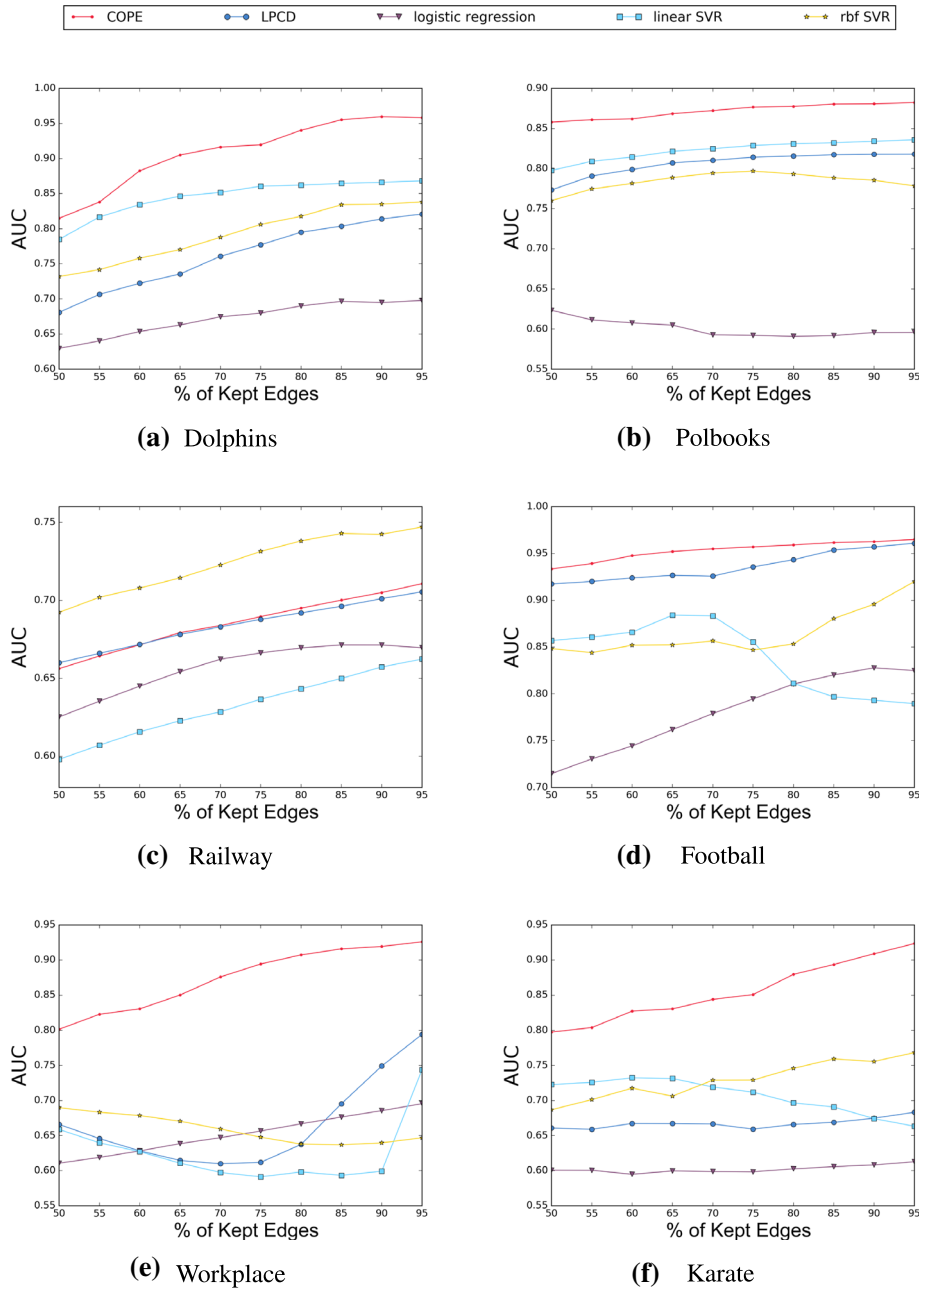 COPE LPCD logistic regression linear SVR rbf SVR
1.00
0.95
0.90
0.85
0.80
0.75
0.70
0.65
0.60
AUC
50 55 60 65 70 75 80 85 90 95
% of Kept Edges
(a) Dolphins
0.90
0.85
0.80
0.75
0.70
0.65
0.60
0.55
AUC
50 55 60 65 70 75 80 85 90 95
% of Kept Edges
(b) Polbooks
0.75
0.70
0.65
0.60
AUC
50 55 60 65 70 75 80 85 90 95
% of Kept Edges
(c) Railway
1.00
0.95
0.90
0.85
0.80
0.75
0.70
AUC
50 55 60 65 70 75 80 85 90 95
% of Kept Edges
(d) Football
0.95
0.90
0.85
0.80
0.75
0.70
0.65
0.60
0.55
AUC
50 55 60 65 70 75 80 85 90 95
% of Kept Edges
(e) Workplace
0.95
0.90
0.85
0.80
0.75
0.70
0.65
0.60
0.55
AUC
50 55 60 65 70 75 80 85 90 95
% of Kept Edges
(f) Karate